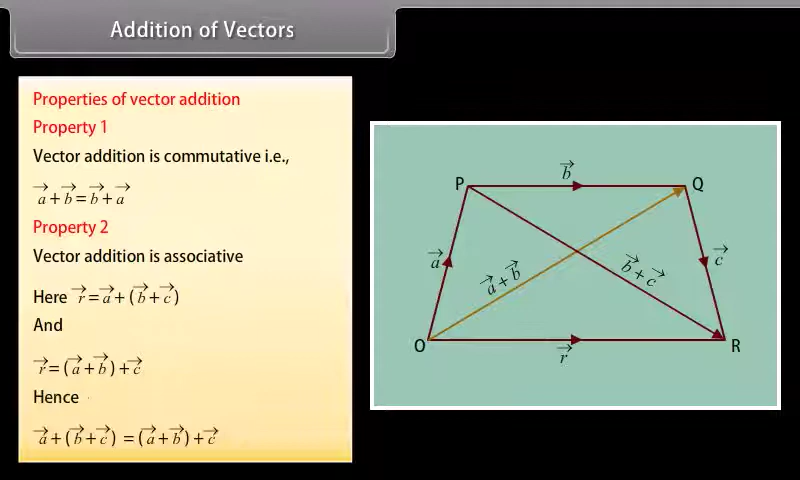 Addition of Vectors
Properties of vector addition
Property 1
Vector addition is commutative i.e.,
a⃗ + b⃗ = b⃗ + a⃗
Property 2
Vector addition is associative
Here r⃗ = a⃗ + (b⃗ + c⃗)
And
r⃗ = (a⃗ + b⃗) + c⃗
Hence
a⃗ + (b⃗ + c⃗) = (a⃗ + b⃗) + c⃗
b⃗
P
Q
a⃗
a⃗ + b⃗
b⃗ + c⃗
c⃗
O
R
r⃗